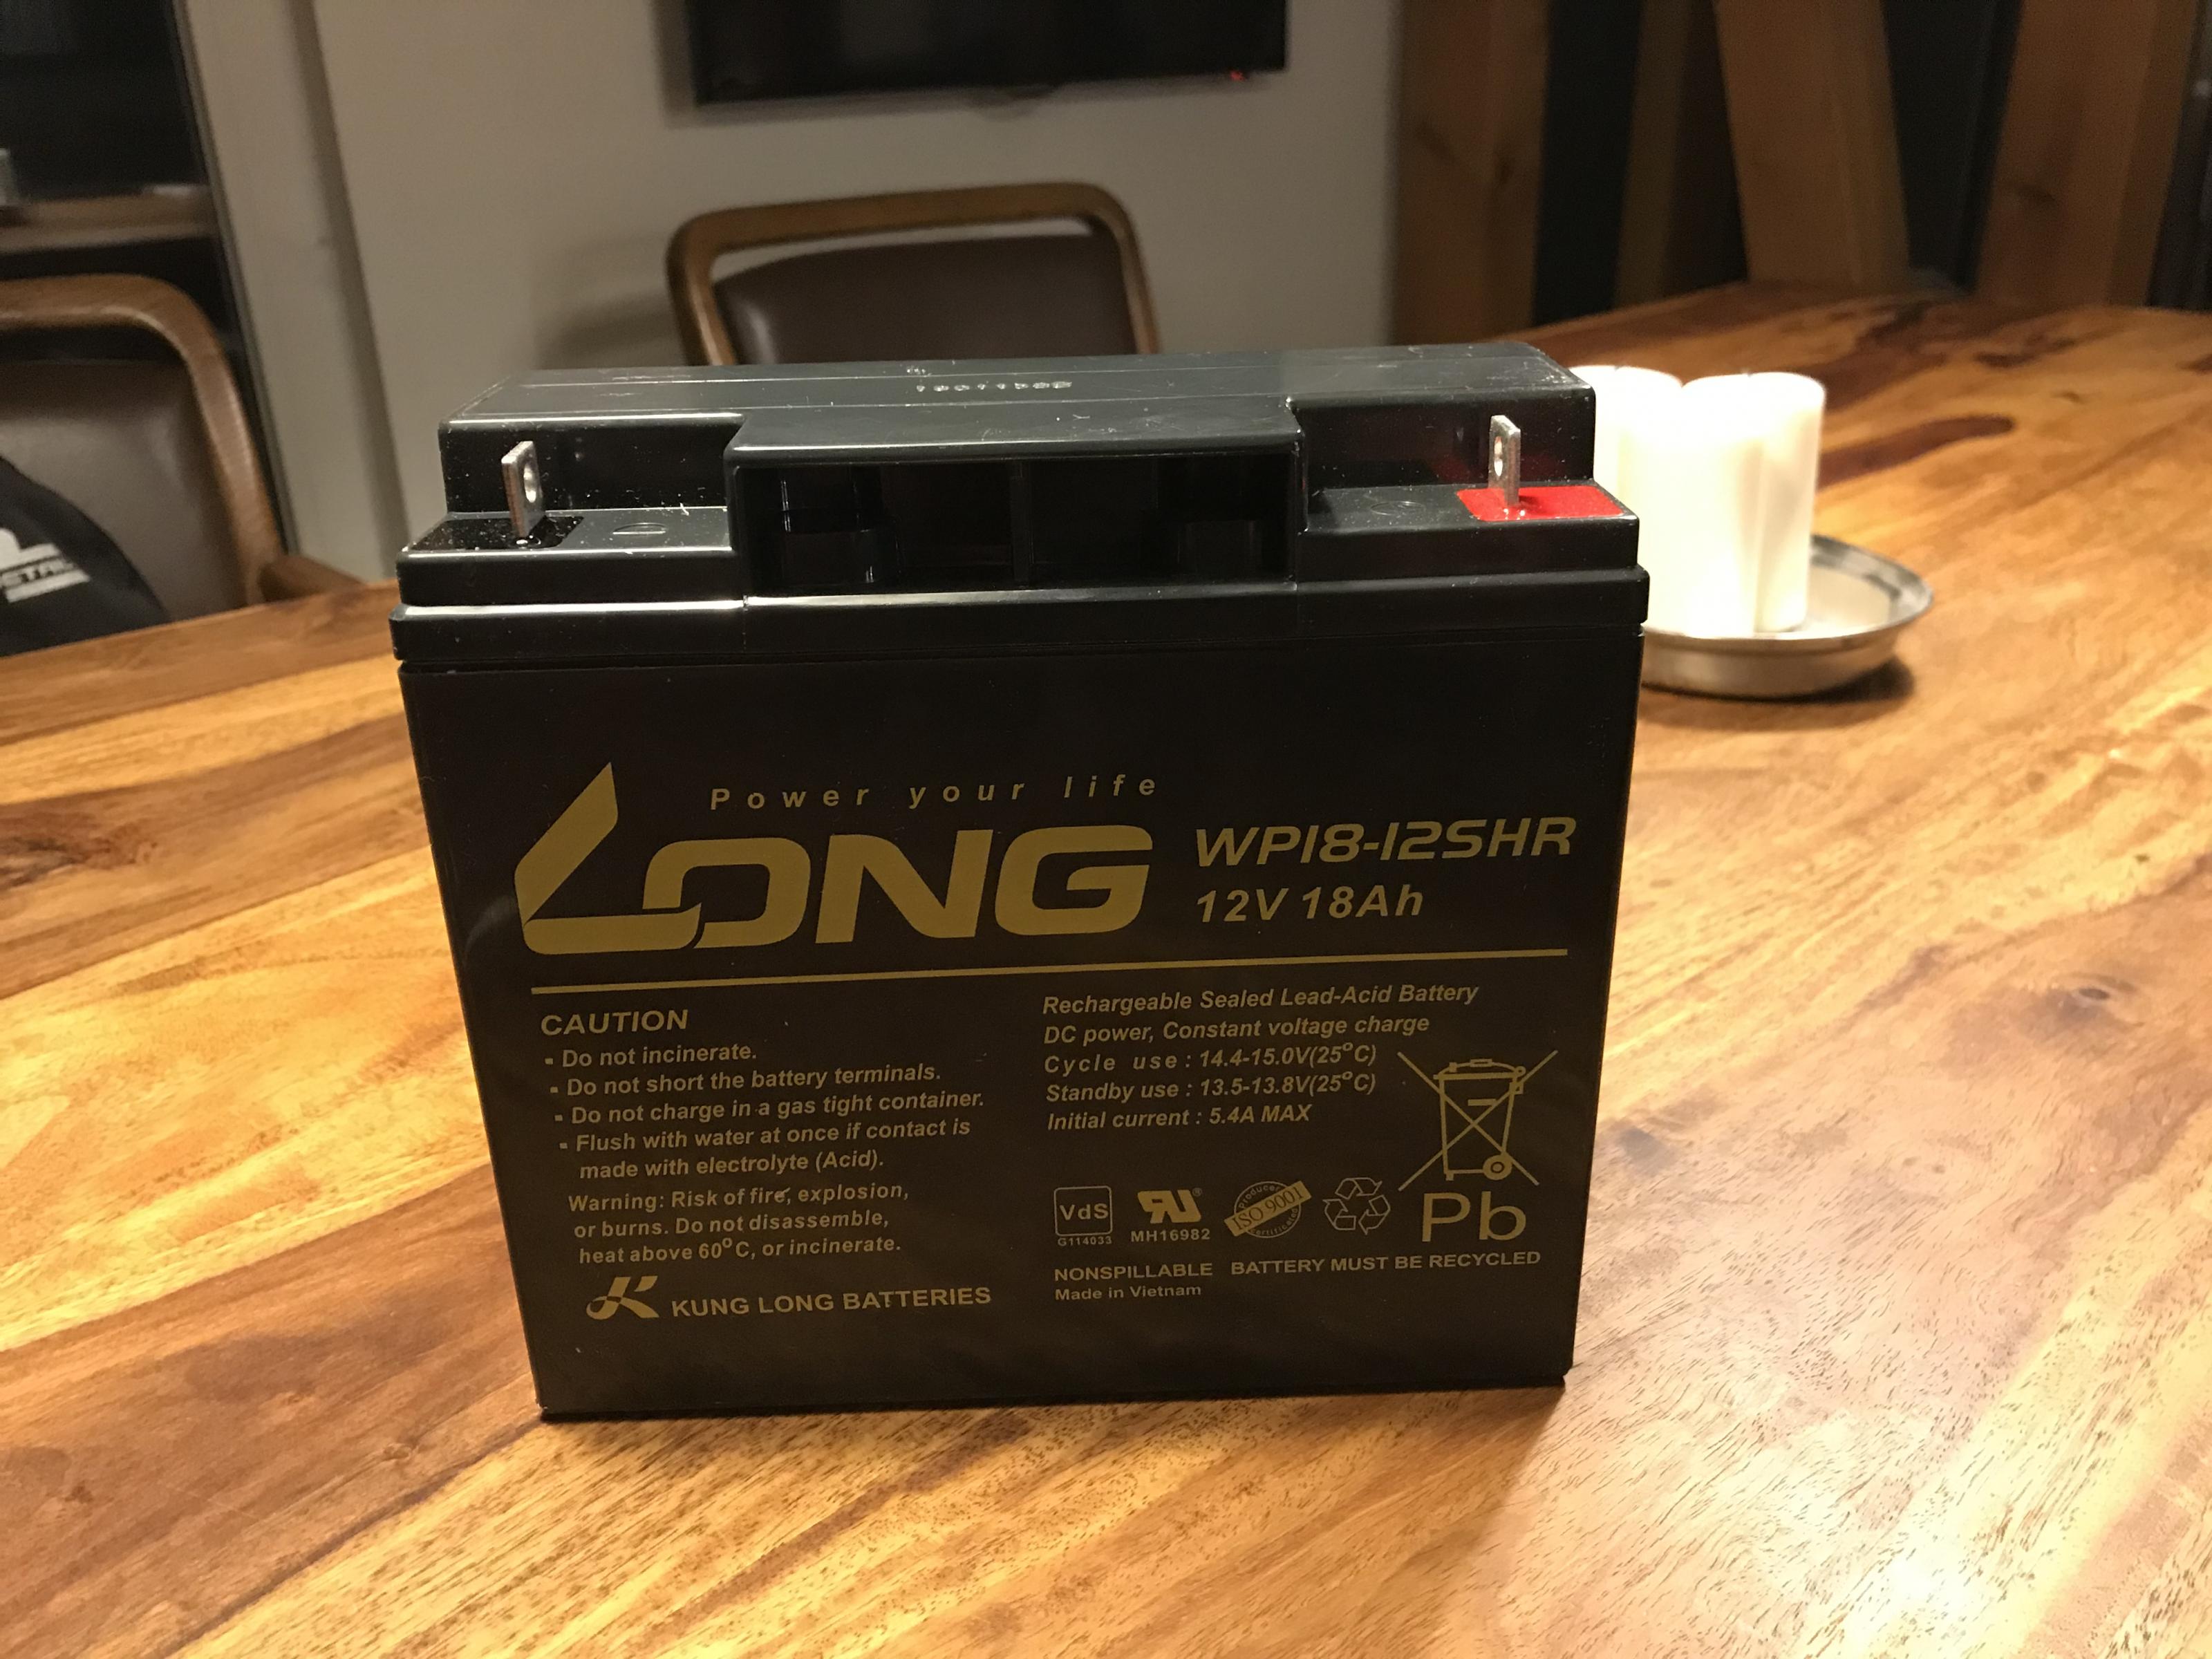 Power your life
LONG
WP18-12SHR
12V 18Ah
CAUTION
▪ Do not incinerate.
▪ Do not short the battery terminals.
▪ Do not charge in a gas tight container.
▪ Flush with water at once if contact is
made with electrolyte (Acid).
Warning: Risk of fire, explosion,
or burns. Do not disassemble,
heat above 60°C, or incinerate.
KUNG LONG BATTERIES
Rechargeable Sealed Lead-Acid Battery
DC power, Constant voltage charge
Cycle use : 14.4-15.0V(25°C)
Standby use : 13.5-13.8V(25°C)
Initial current : 5.4A MAX
VdS
G114033
MH16982
Producer
ISO 9001
Certificated
Pb
NONSPILLABLE BATTERY MUST BE RECYCLED
Made in Vietnam